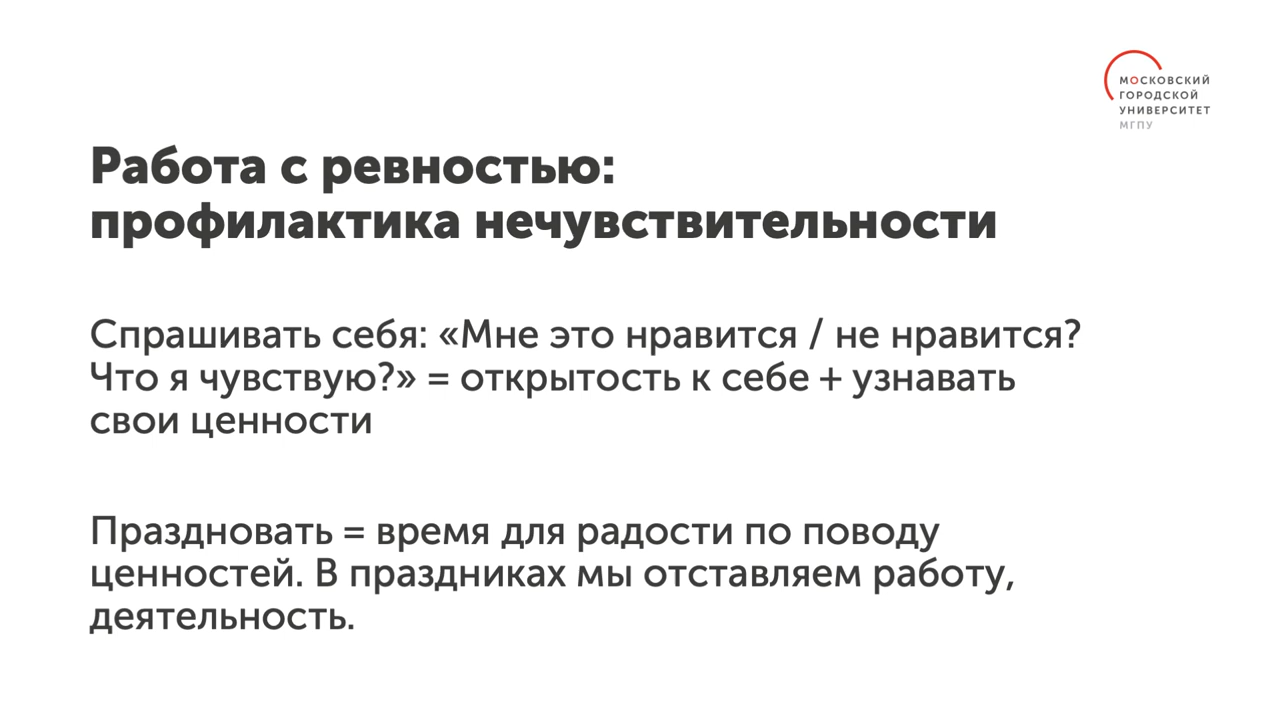 МОСКОВСКИЙ
ГОРОДСКОЙ
УНИВЕРСИТЕТ
МГПУ
Работа с ревностью:
профилактика нечувствительности
Спрашивать себя: «Мне это нравится / не нравится?
Что я чувствую?» = открытость к себе + узнавать
свои ценности
Праздновать = время для радости по поводу
ценностей. В праздниках мы отставляем работу,
деятельность.